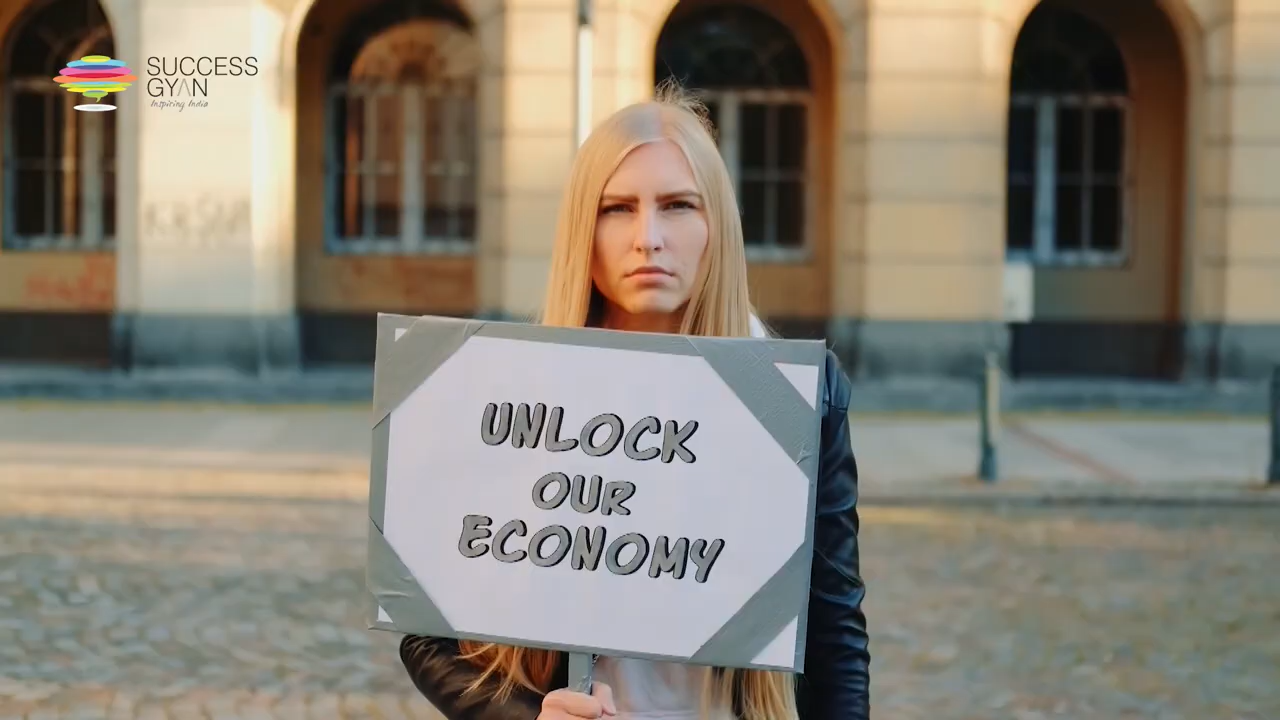 SUCCESS
GYAN
Inspiring India
UNLOCK
OUR
ECONOMY